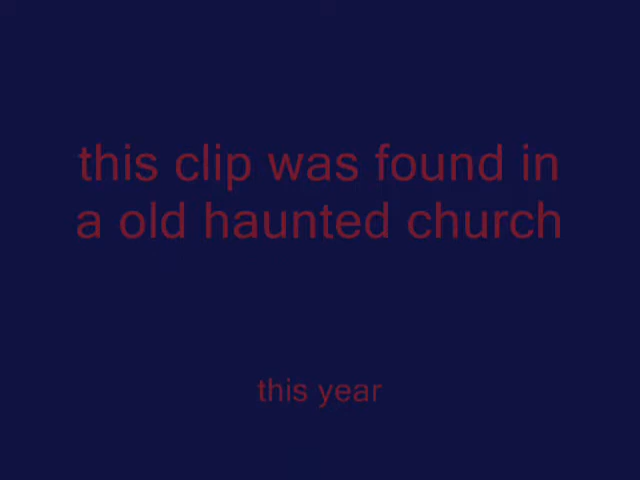 this clip was found in
a old haunted church
this year